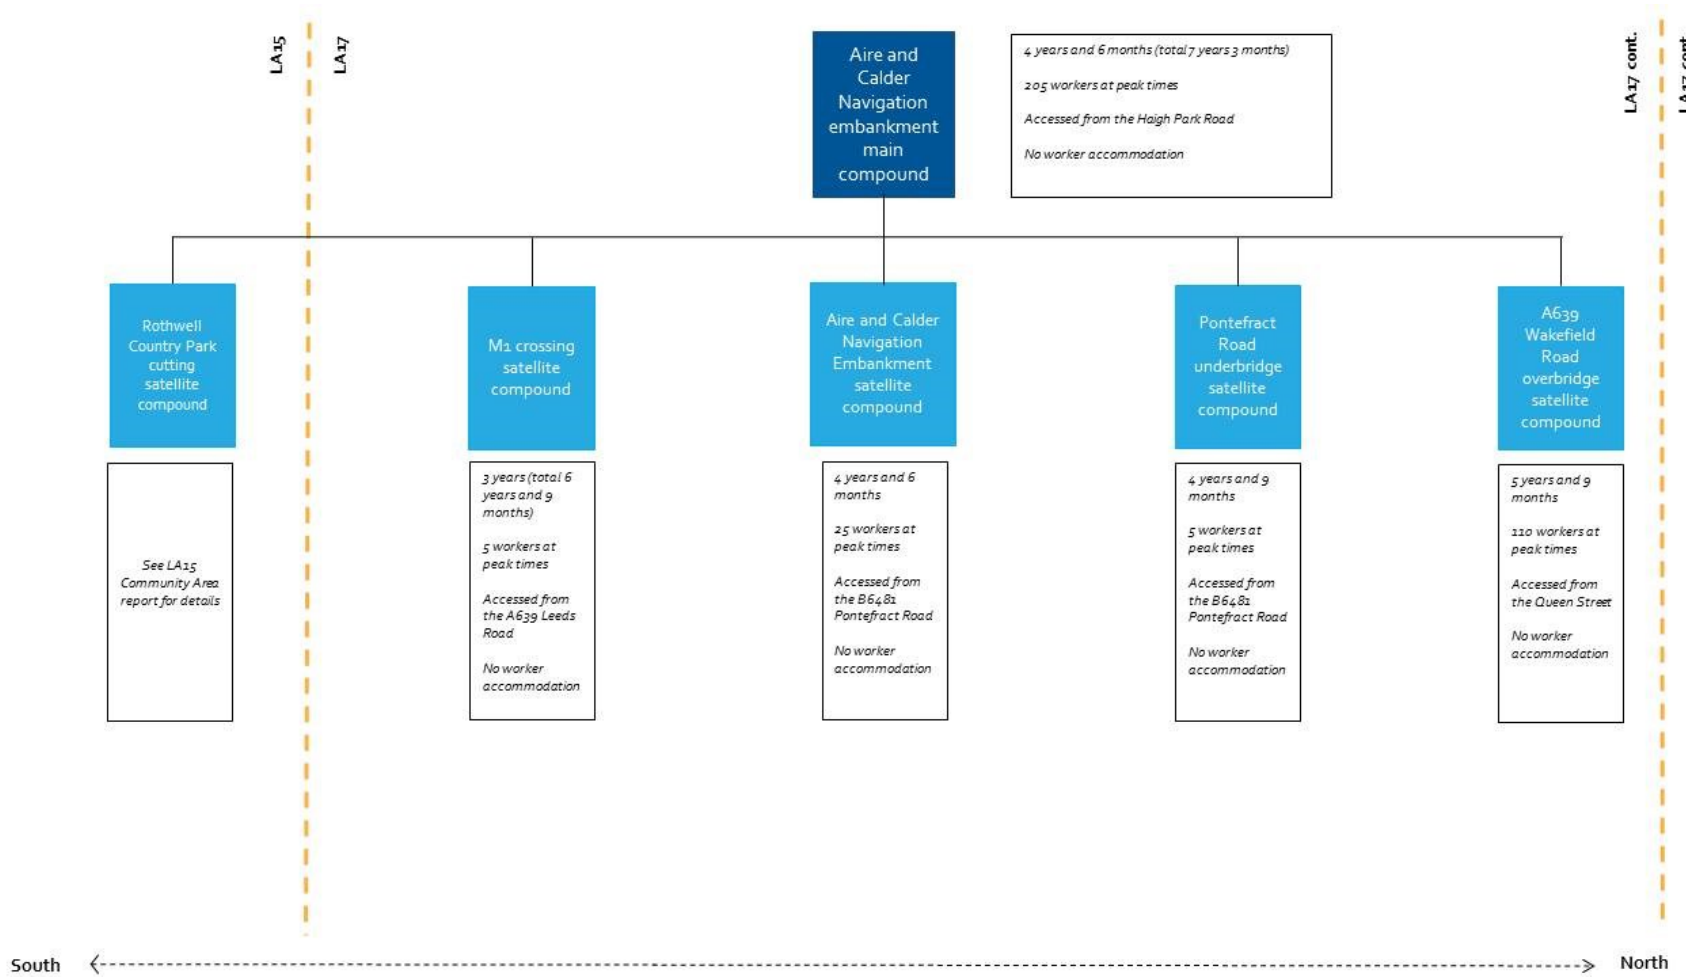 LA15
LA17
Aire and
Calder
Navigation
embankment
main
compound
4 years and 6 months (total 7 years 3 months)
205 workers at peak times
Accessed from the Haigh Park Road
No worker accommodation
LA17 cont.
LA17 cont.
Rothwell
Country Park
cutting
satellite
compound
M1 crossing
satellite
compound
Aire and Calder
Navigation
Embankment
satellite
compound
Pontefract
Road
underbridge
satellite
compound
A639
Wakefield
Road
overbridge
satellite
compound
See LA15
Community Area
report for details
3 years (total 6
years and 9
months)
5 workers at
peak times
Accessed from
the A639 Leeds
Road
No worker
accommodation
4 years and 6
months
25 workers at
peak times
Accessed from
the B6481
Pontefract Road
No worker
accommodation
4 years and 9
months
5 workers at
peak times
Accessed from
the B6481
Pontefract Road
No worker
accommodation
5 years and 9
months
110 workers at
peak times
Accessed from
the Queen Street
No worker
accommodation
South
North